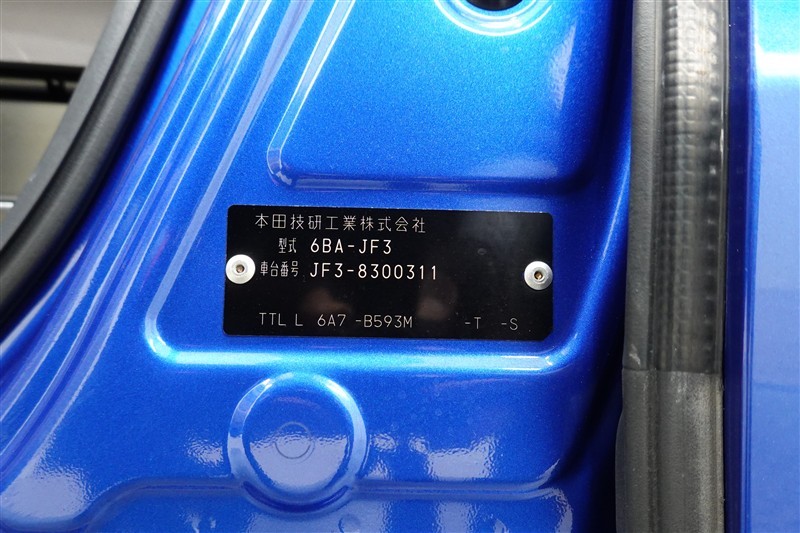 本田技研工業株式会社
型式 6BA-JF3
車台番号 JF3-8300311
TTL L 6A7 -B593M -T -S